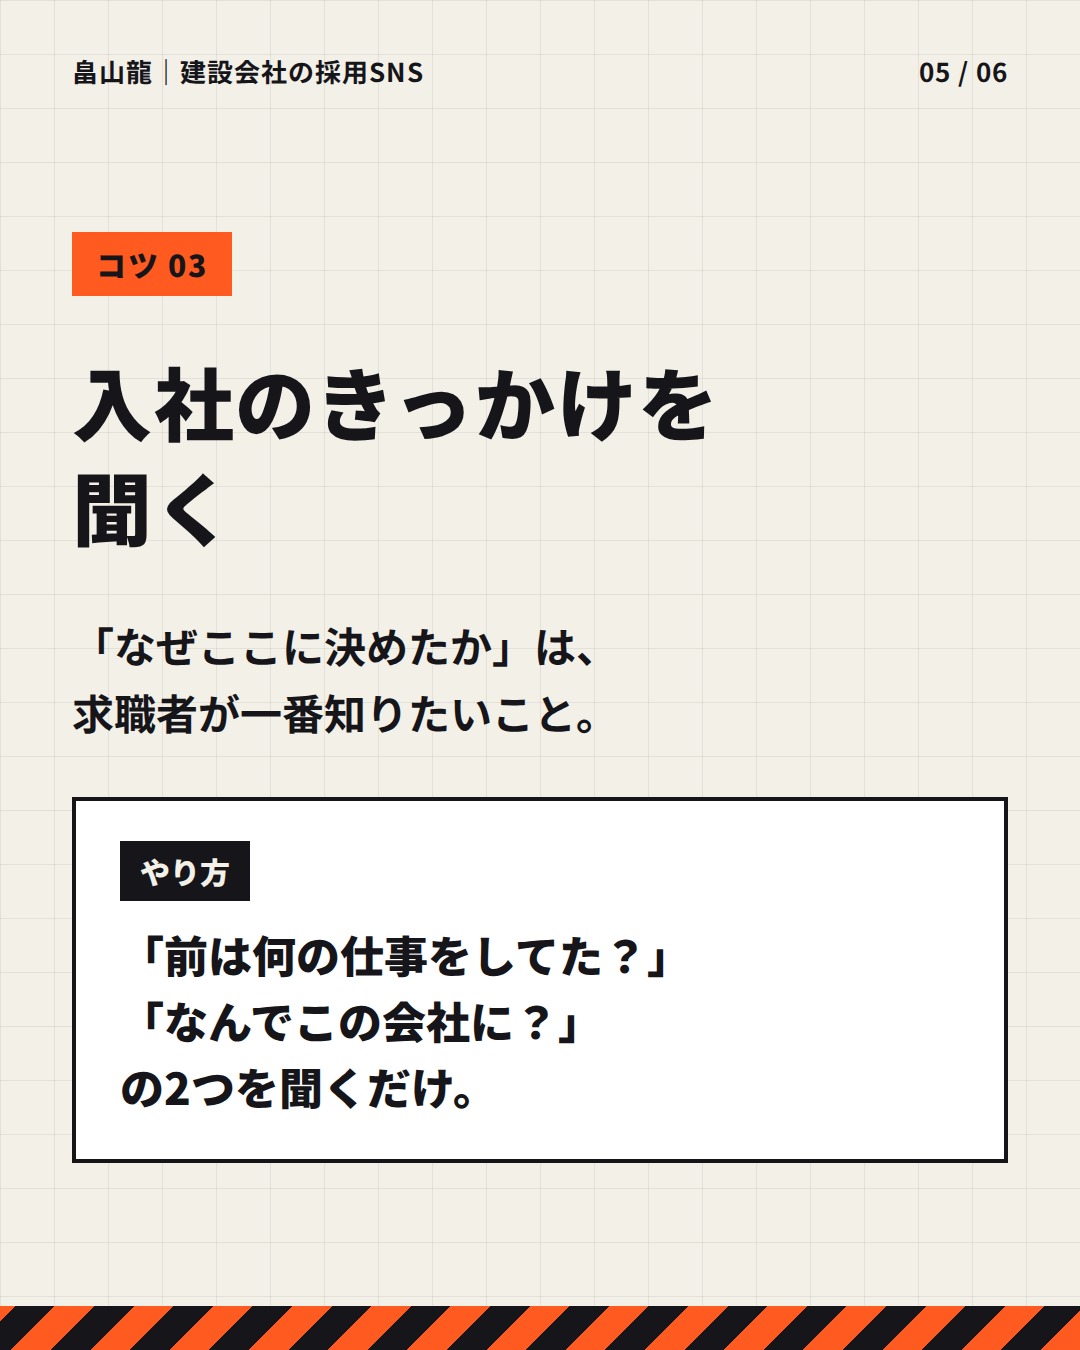 畠山龍｜建設会社の採用SNS
05 / 06
コツ 03
入社のきっかけを
聞く
「なぜここに決めたか」は、
求職者が一番知りたいこと。
やり方
「前は何の仕事をしてた？」
「なんでこの会社に？」
の2つを聞くだけ。